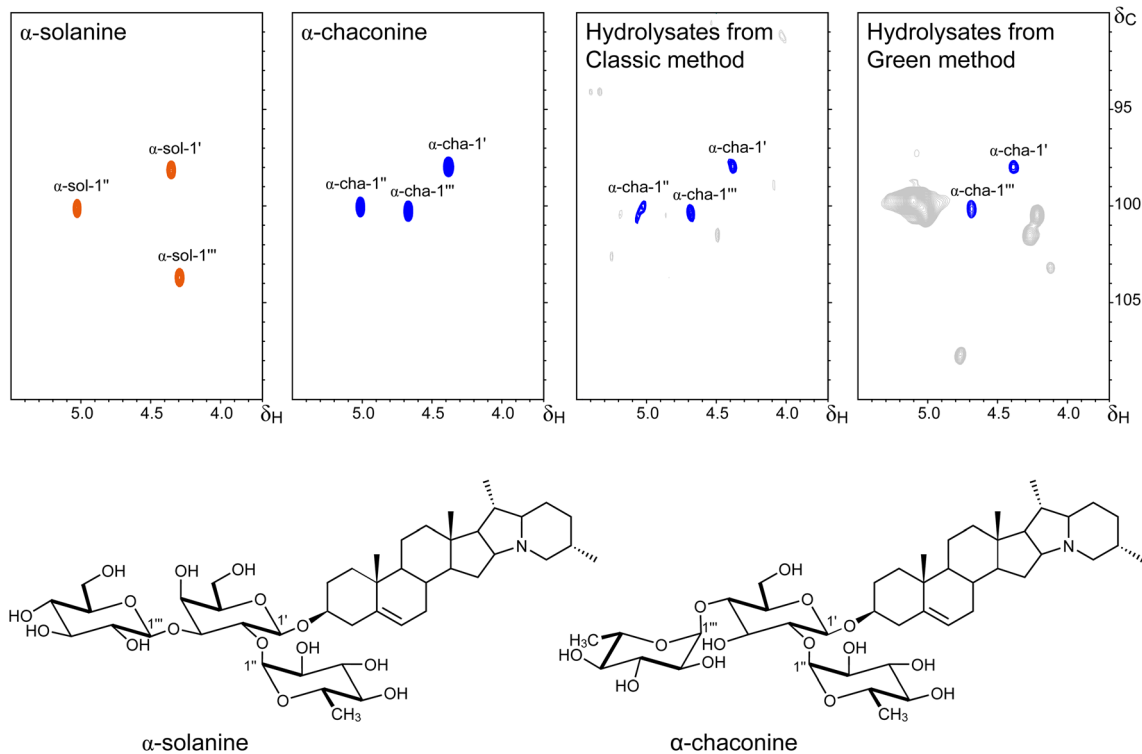 α-solanine
α-sol-1'
α-sol-1''
α-sol-1'''
5.0 4.5 4.0 δH
α-chaconine
α-cha-1'
α-cha-1'' α-cha-1'''
5.0 4.5 4.0 δH
Hydrolysates from
Classic method
α-cha-1'
α-cha-1'' α-cha-1'''
5.0 4.5 4.0 δH
Hydrolysates from
Green method
α-cha-1'
α-cha-1'''
5.0 4.5 4.0 δH
δC
95
100
105
OH
HO
HO
O
OH
1'''
O
OH
OH
O
1'
O
O
1''
OH
OH
O
OH
CH3
N
α-solanine
OH
O
O
1'
O
HO
1'''
H3C
O
HO
HO
OH
O
1''
OH
OH
O
OH
CH3
N
α-chaconine